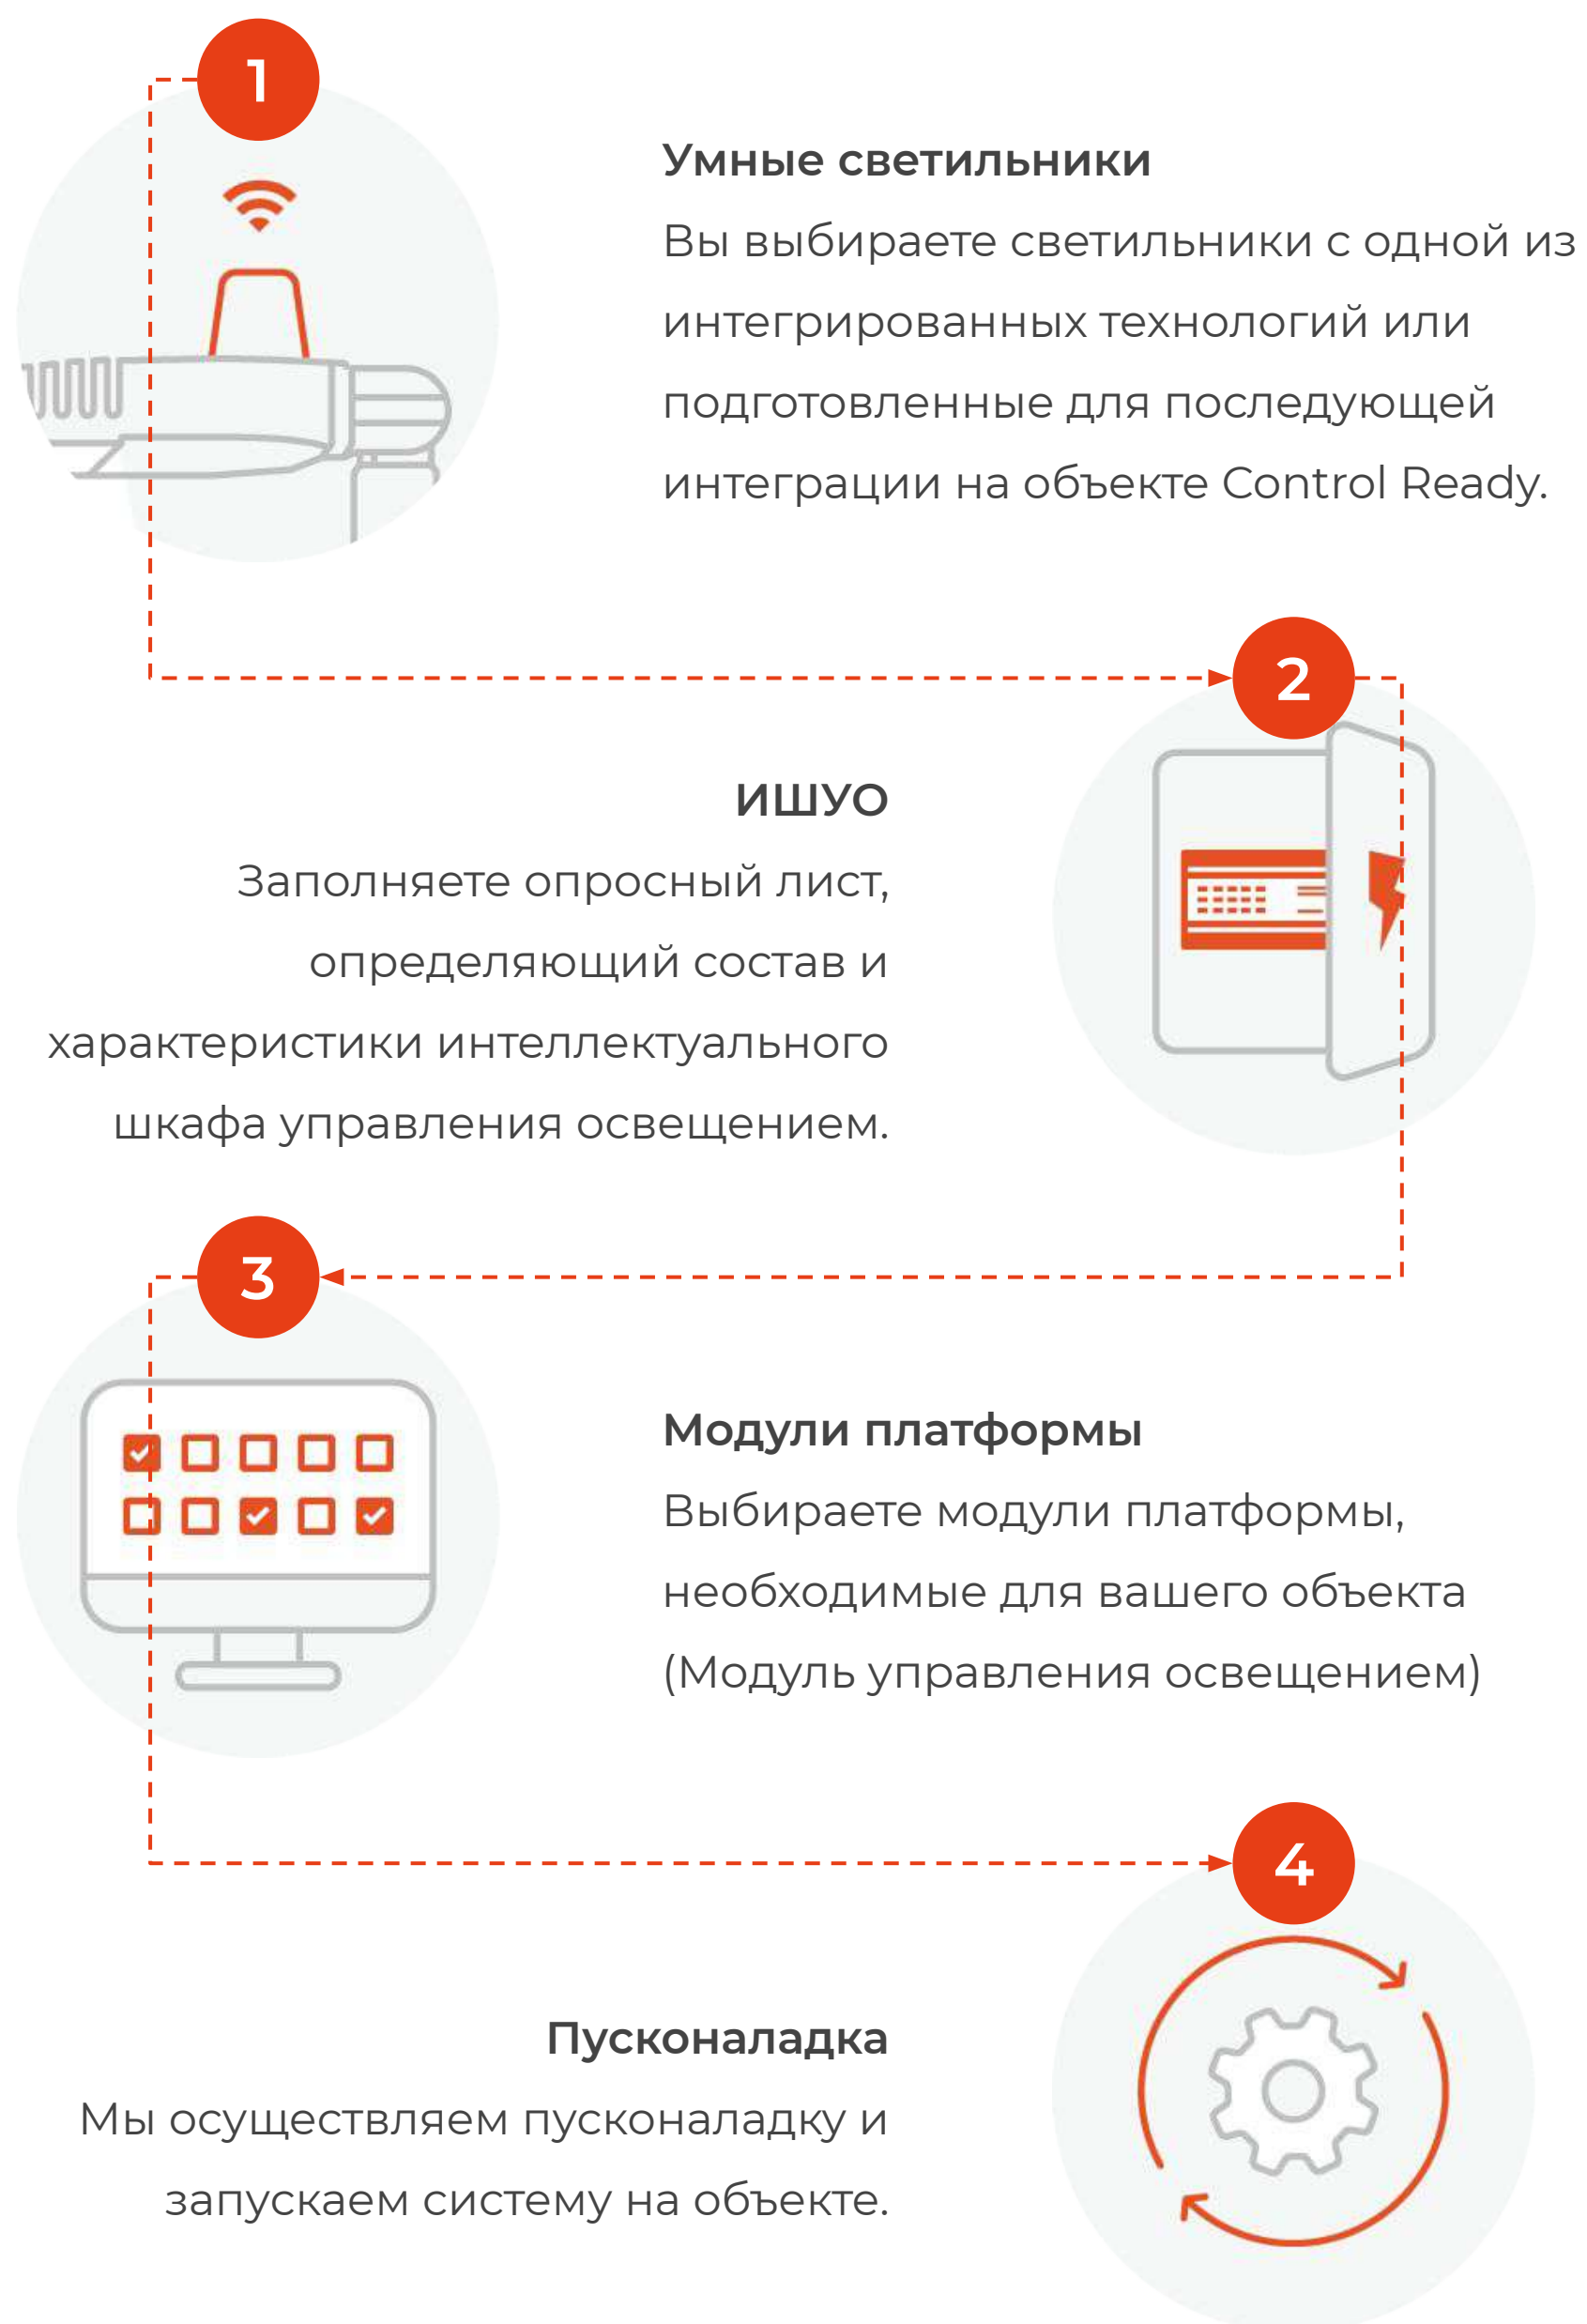 1
Умные светильники
Вы выбираете светильники с одной из
интегрированных технологий или
подготовленные для последующей
интеграции на объекте Control Ready.
2
ИШУО
Заполняете опросный лист,
определяющий состав и
характеристики интеллектуального
шкафа управления освещением.
3
Модули платформы
Выбираете модули платформы,
необходимые для вашего объекта
(Модуль управления освещением)
4
Пусконаладка
Мы осуществляем пусконаладку и
запускаем систему на объекте.